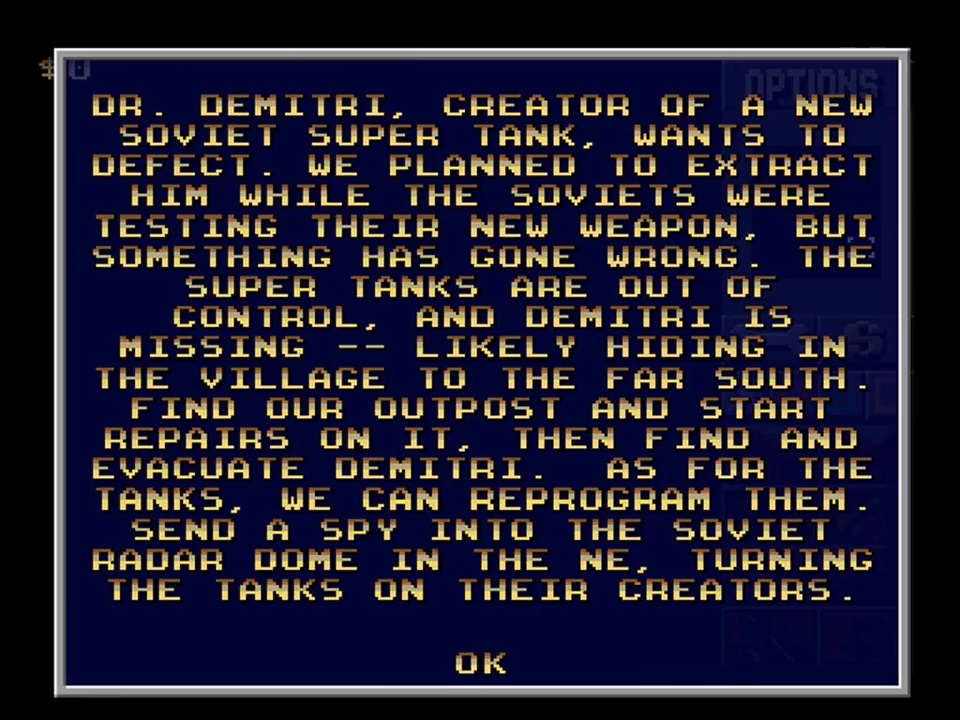 $ 0
OPTIONS
DR. DEMITRI, CREATOR OF A NEW
SOVIET SUPER TANK, WANTS TO
DEFECT. WE PLANNED TO EXTRACT
HIM WHILE THE SOVIETS WERE
TESTING THEIR NEW WEAPON, BUT
SOMETHING HAS GONE WRONG. THE
SUPER TANKS ARE OUT OF
CONTROL, AND DEMITRI IS
MISSING -- LIKELY HIDING IN
THE VILLAGE TO THE FAR SOUTH.
FIND OUR OUTPOST AND START
REPAIRS ON IT, THEN FIND AND
EVACUATE DEMITRI. AS FOR THE
TANKS, WE CAN REPROGRAM THEM.
SEND A SPY INTO THE SOVIET
RADAR DOME IN THE NE, TURNING
THE TANKS ON THEIR CREATORS.
OK